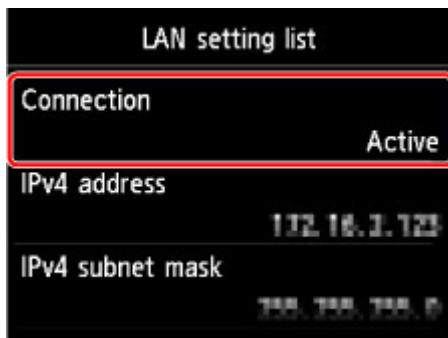 LAN setting list
Connection
Active
IPv4 address
IPv4 subnet mask